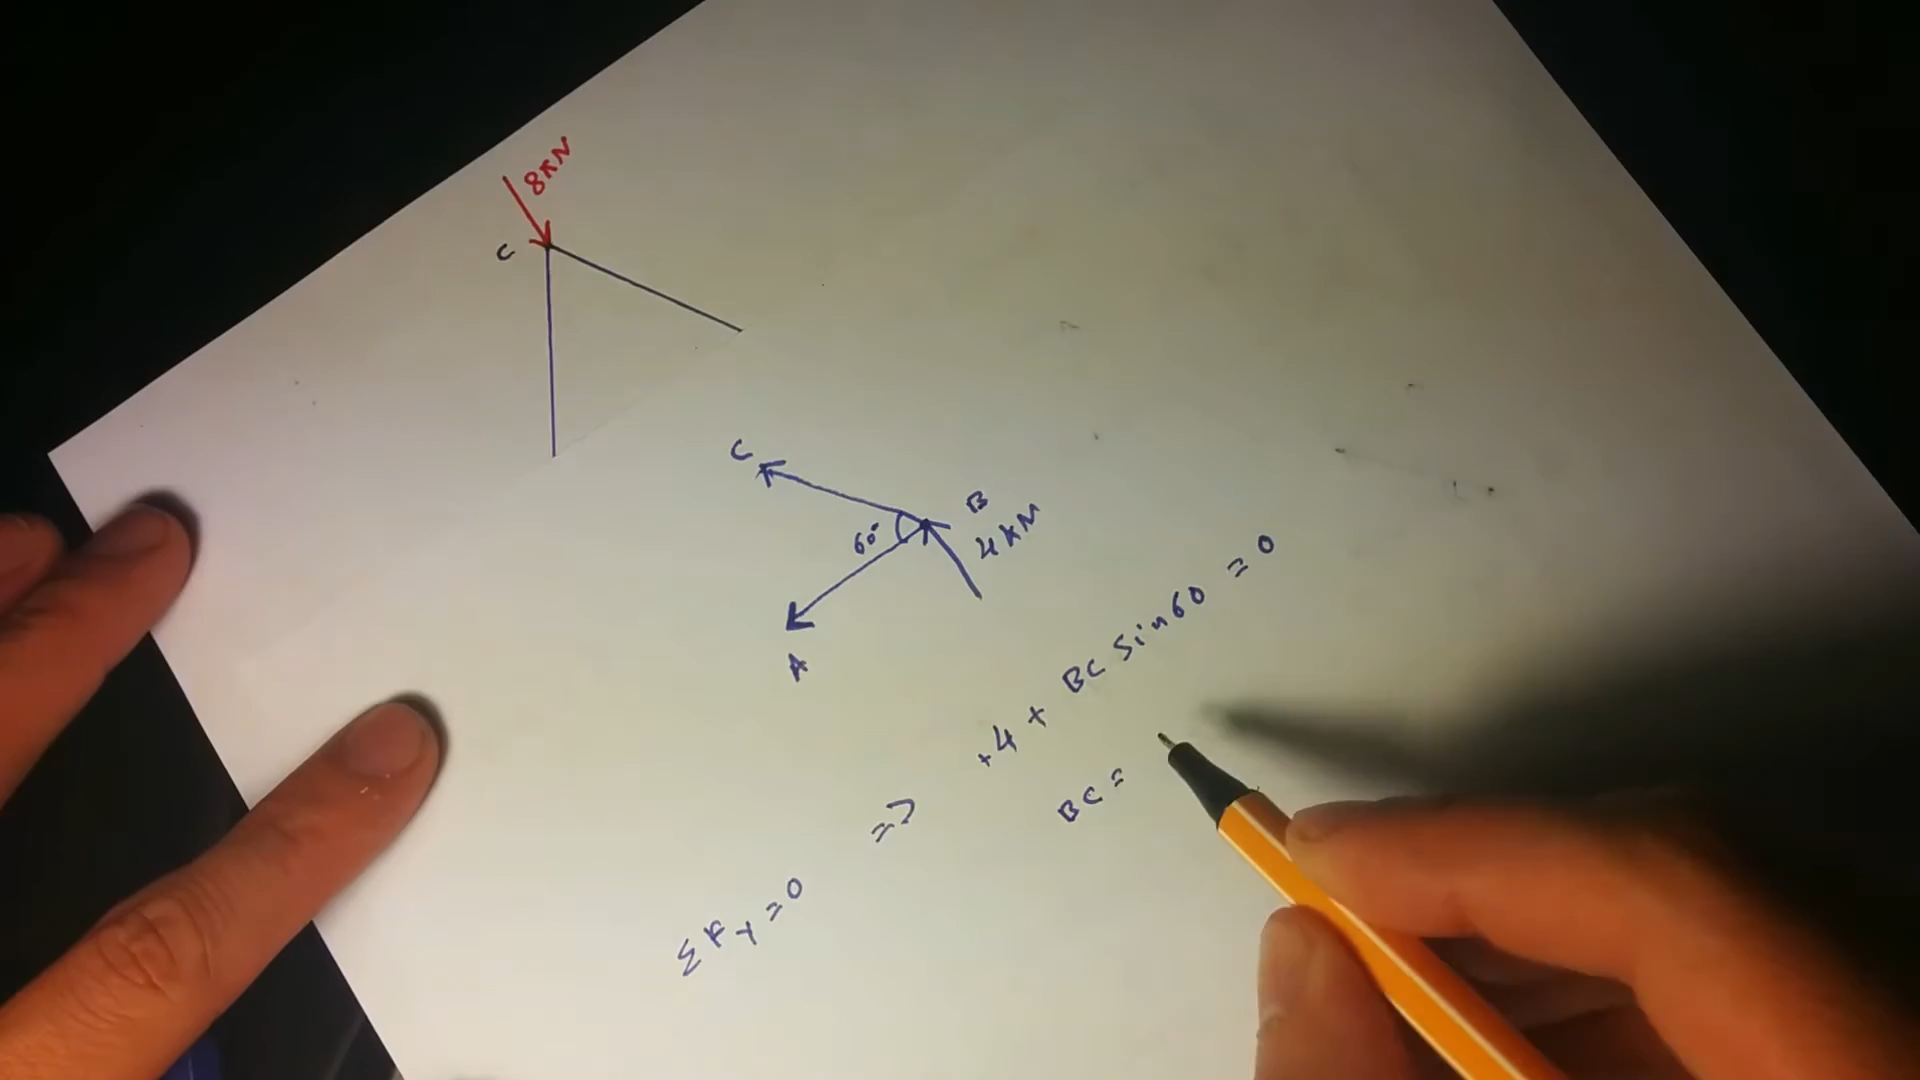 8KN
C
C
B
60°
4KN
A
ΣFy=0 => +4 + BC Sin60 = 0
BC =